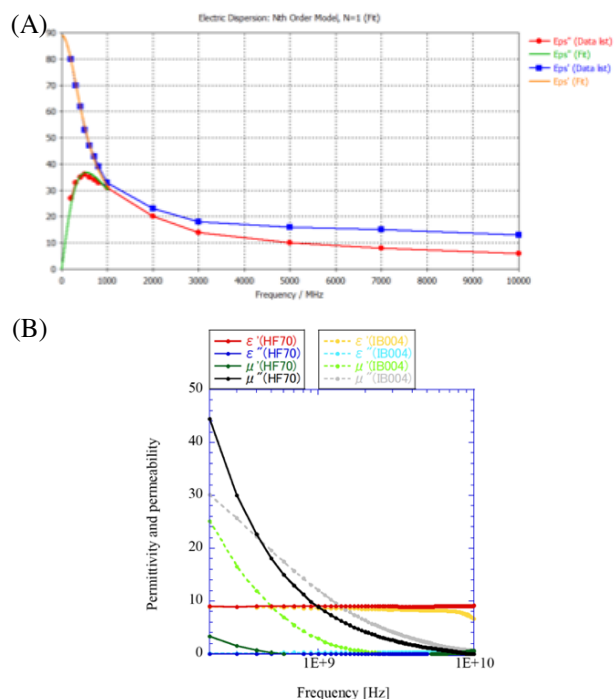 (A)
Electric Dispersion: Nth Order Model, N=1 (Fit)
90
80
70
60
50
40
30
20
10
0
0 1000 2000 3000 4000 5000 6000 7000 8000 9000 10000
Frequency / MHz
Eps" (Data list)
Eps" (Fit)
Eps' (Data list)
Eps' (Fit)
(B)
ε'(HF70) ε'(IB004)
ε"(HF70) ε"(IB004)
μ'(HF70) μ'(IB004)
μ"(HF70) μ"(IB004)
50
40
30
20
10
0
Permittivity and permeability
1E+9 1E+10
Frequency [Hz]